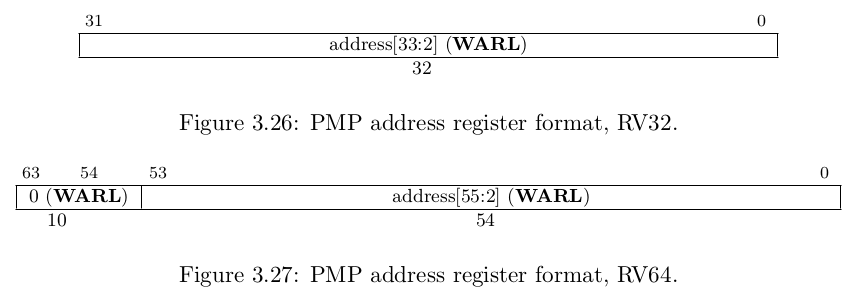 31 0
address[33:2] (WARL)
32
Figure 3.26: PMP address register format, RV32.
63 54 53 0
0 (WARL) address[55:2] (WARL)
10 54
Figure 3.27: PMP address register format, RV64.